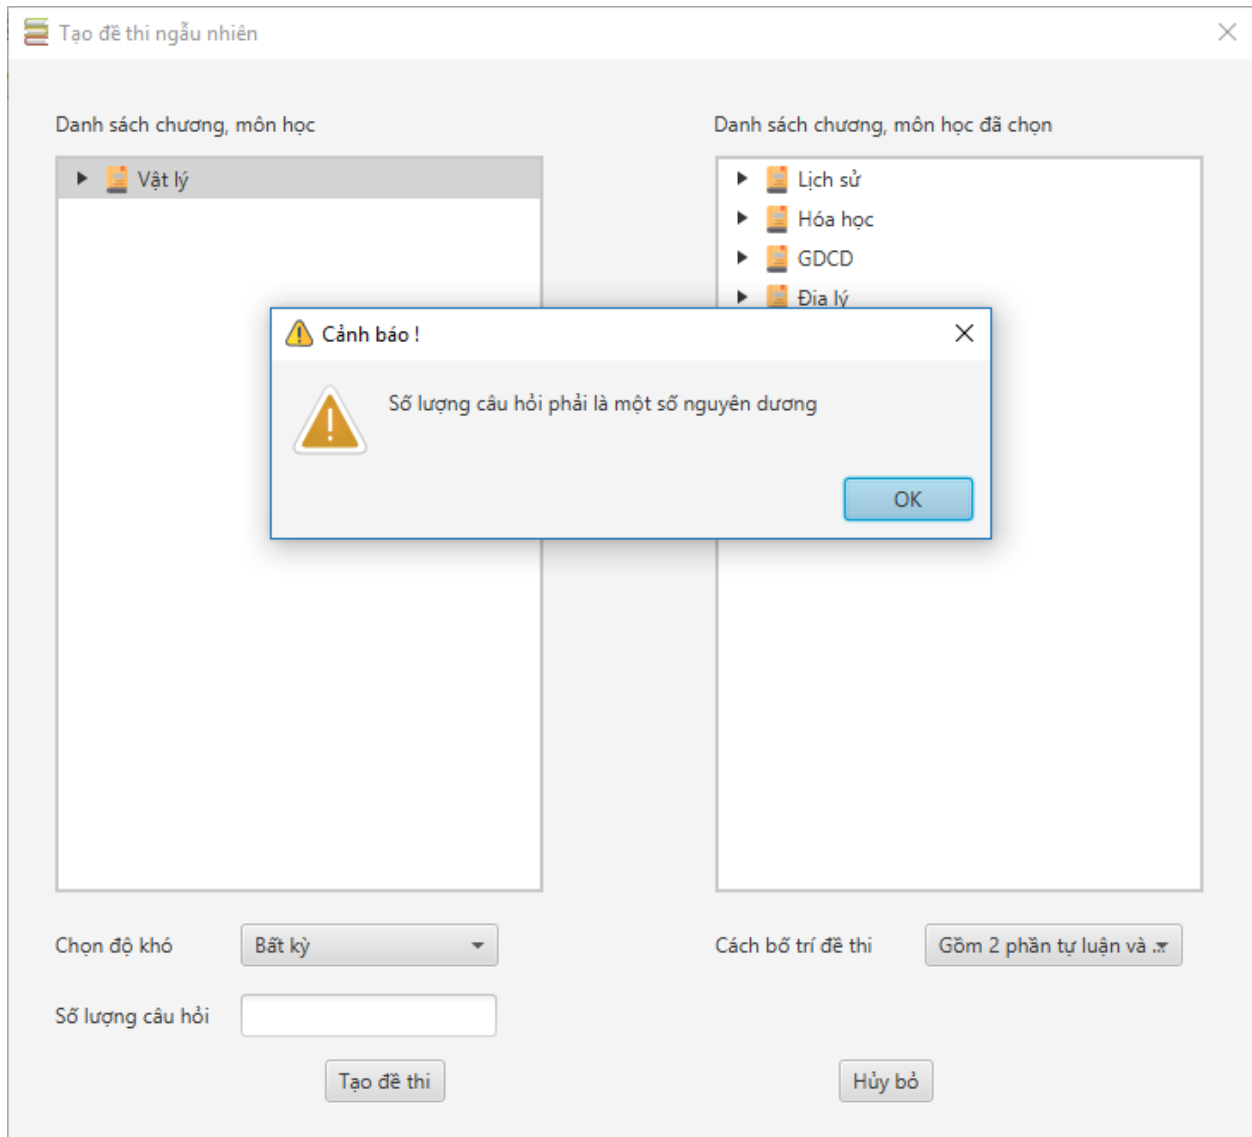 Tạo đề thi ngẫu nhiên
Danh sách chương, môn học
Danh sách chương, môn học đã chọn
Vật lý
Lịch sử
Hóa học
GDCD
Địa lý
Cảnh báo !
Số lượng câu hỏi phải là một số nguyên dương
OK
Chọn độ khó
Bất kỳ
Cách bố trí đề thi
Gồm 2 phần tự luận và ...
Số lượng câu hỏi
Tạo đề thi
Hủy bỏ